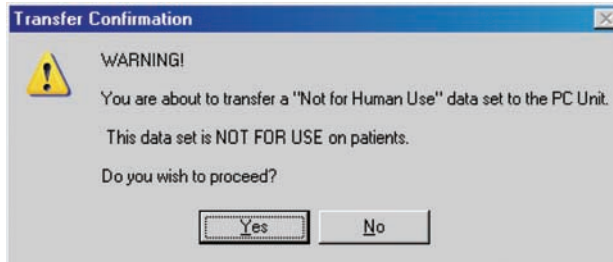 Transfer Confirmation
WARNING!
You are about to transfer a "Not for Human Use" data set to the PC Unit.
This data set is NOT FOR USE on patients.
Do you wish to proceed?
Yes No